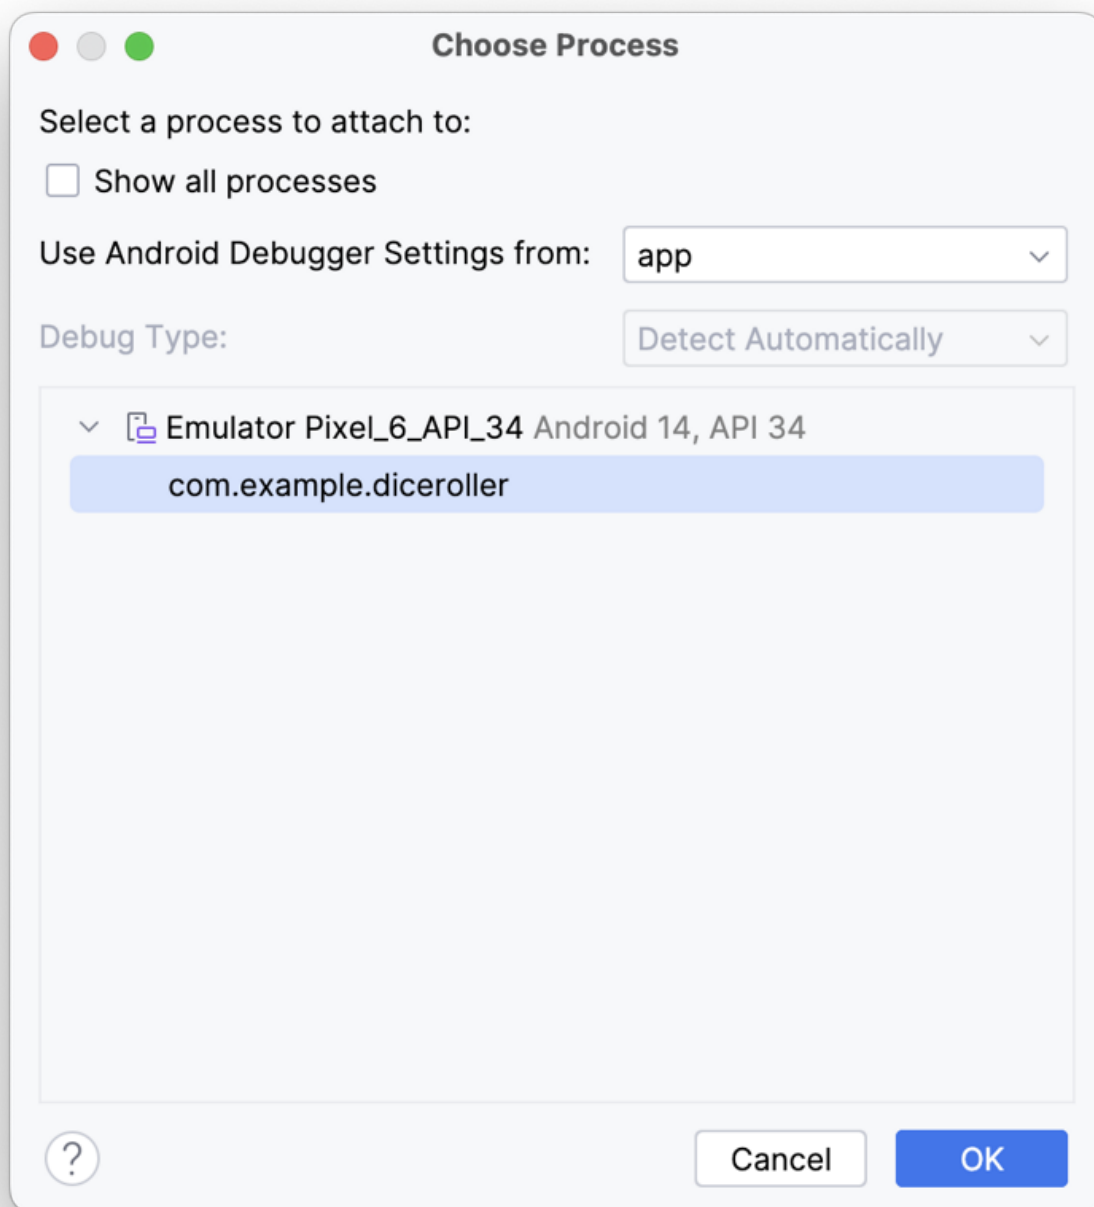 Choose Process
Select a process to attach to:
Show all processes
Use Android Debugger Settings from: app
Debug Type: Detect Automatically
Emulator Pixel_6_API_34 Android 14, API 34
com.example.diceroller
? Cancel OK